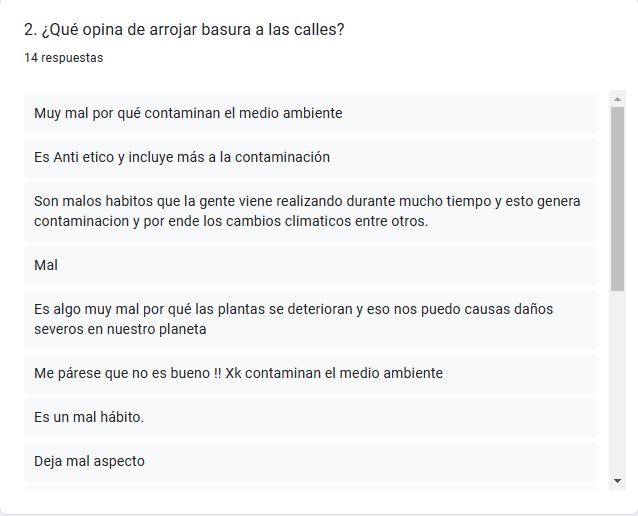 2. ¿Qué opina de arrojar basura a las calles?
14 respuestas
Muy mal por qué contaminan el medio ambiente
Es Anti etico y incluye más a la contaminación
Son malos habitos que la gente viene realizando durante mucho tiempo y esto genera
contaminacion y por ende los cambios climaticos entre otros.
Mal
Es algo muy mal por qué las plantas se deterioran y eso nos puedo causas daños
severos en nuestro planeta
Me párese que no es bueno !! Xk contaminan el medio ambiente
Es un mal hábito.
Deja mal aspecto